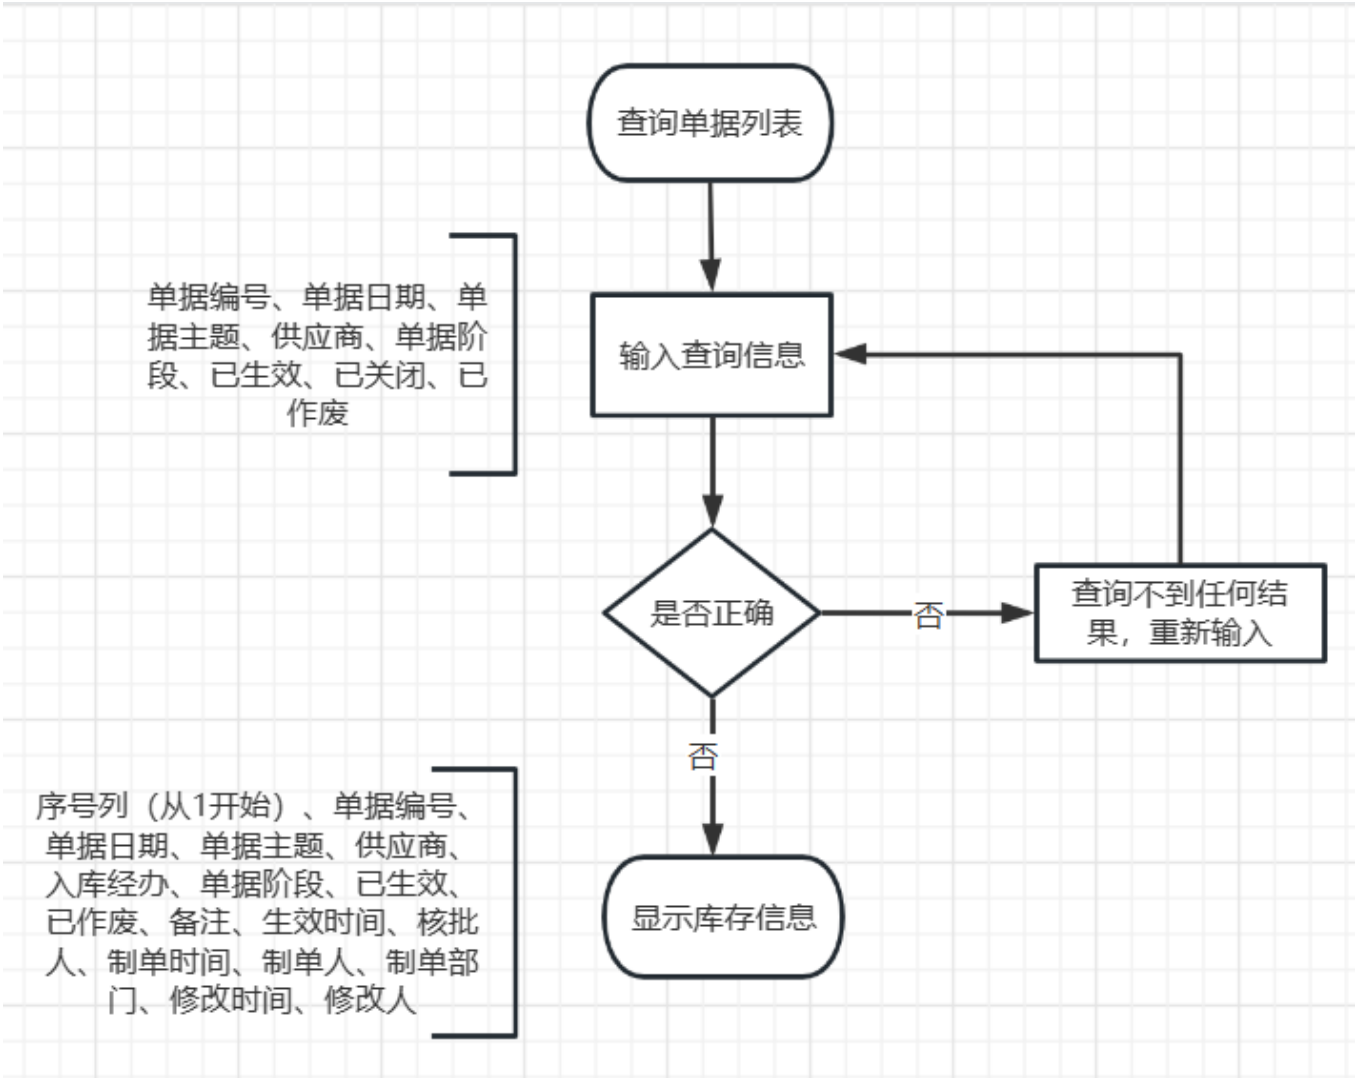 查询单据列表
单据编号、单据日期、单
据主题、供应商、单据阶
段、已生效、已关闭、已
作废
输入查询信息
是否正确
否
查询不到任何结
果，重新输入
否
序号列（从1开始）、单据编号、
单据日期、单据主题、供应商、
入库经办、单据阶段、已生效、
已作废、备注、生效时间、核批
人、制单时间、制单人、制单部
门、修改时间、修改人
显示库存信息